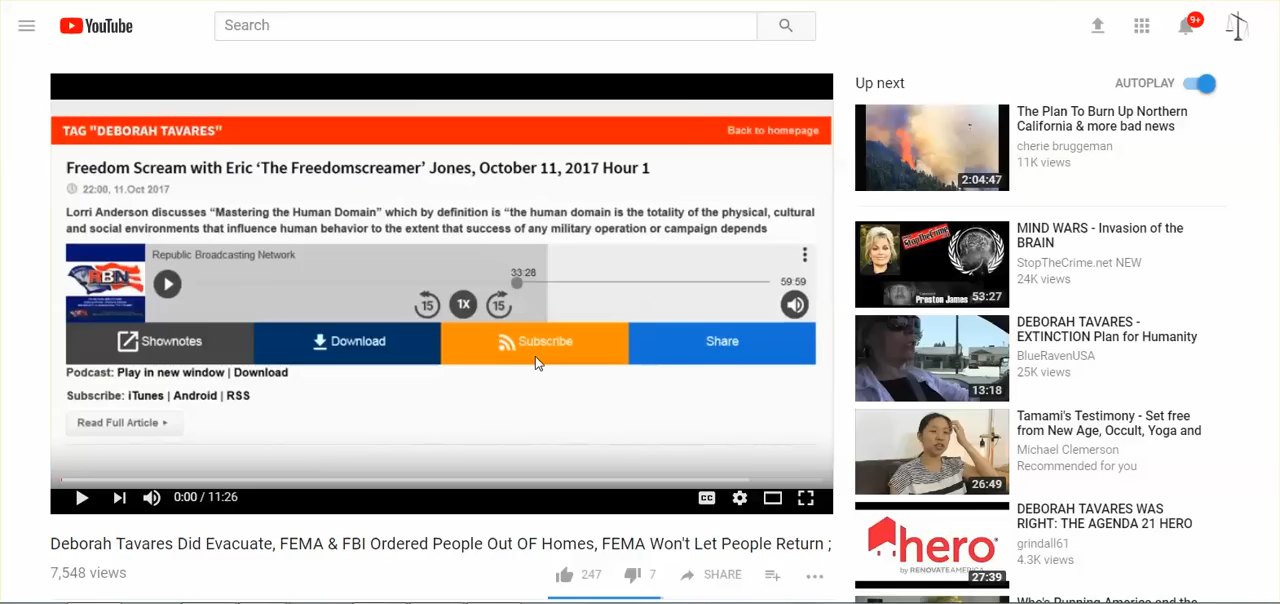 YouTube
Search
9+
TAG "DEBORAH TAVARES"
Back to homepage
Freedom Scream with Eric ‘The Freedomscreamer’ Jones, October 11, 2017 Hour 1
22:00, 11.Oct 2017
Lorri Anderson discusses “Mastering the Human Domain” which by definition is “the human domain is the totality of the physical, cultural
and social environments that influence human behavior to the extent that success of any military operation or campaign depends
Republic Broadcasting Network
RBN
33:28
59:59
15
1X
15
Shownotes
Download
Subscribe
Share
Podcast: Play in new window | Download
Subscribe: iTunes | Android | RSS
Read Full Article
0:00 / 11:26
CC
Deborah Tavares Did Evacuate, FEMA & FBI Ordered People Out OF Homes, FEMA Won't Let People Return ;
7,548 views
247
7
SHARE
Up next
AUTOPLAY
2:04:47
The Plan To Burn Up Northern
California & more bad news
cherie bruggeman
11K views
StopTheCrime
Preston James
53:27
MIND WARS - Invasion of the
BRAIN
StopTheCrime.net NEW
24K views
13:18
DEBORAH TAVARES -
EXTINCTION Plan for Humanity
BlueRavenUSA
25K views
26:49
Tamami's Testimony - Set free
from New Age, Occult, Yoga and
Michael Clemerson
Recommended for you
hero
by RENOVATE AMERICA
27:39
DEBORAH TAVARES WAS
RIGHT: THE AGENDA 21 HERO
grindall61
4.3K views
Who's Running America and the